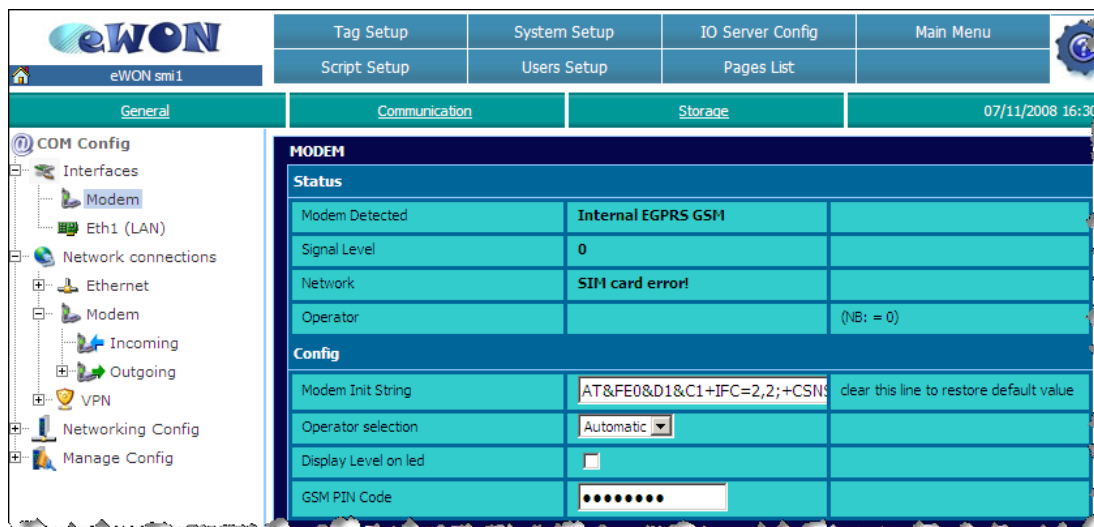 eWON
Tag Setup System Setup IO Server Config Main Menu
eWON smi1
Script Setup Users Setup Pages List
General Communication Storage 07/11/2008 16:30
COM Config
Interfaces
Modem
Eth1 (LAN)
Network connections
Ethernet
Modem
Incoming
Outgoing
VPN
Networking Config
Manage Config
MODEM
Status
Modem Detected Internal EGPRS GSM
Signal Level 0
Network SIM card error!
Operator (NB: = 0)
Config
Modem Init String AT&FE0&D1&C1+IFC=2,2;+CSNS clear this line to restore default value
Operator selection Automatic
Display Level on led
GSM PIN Code ••••••••